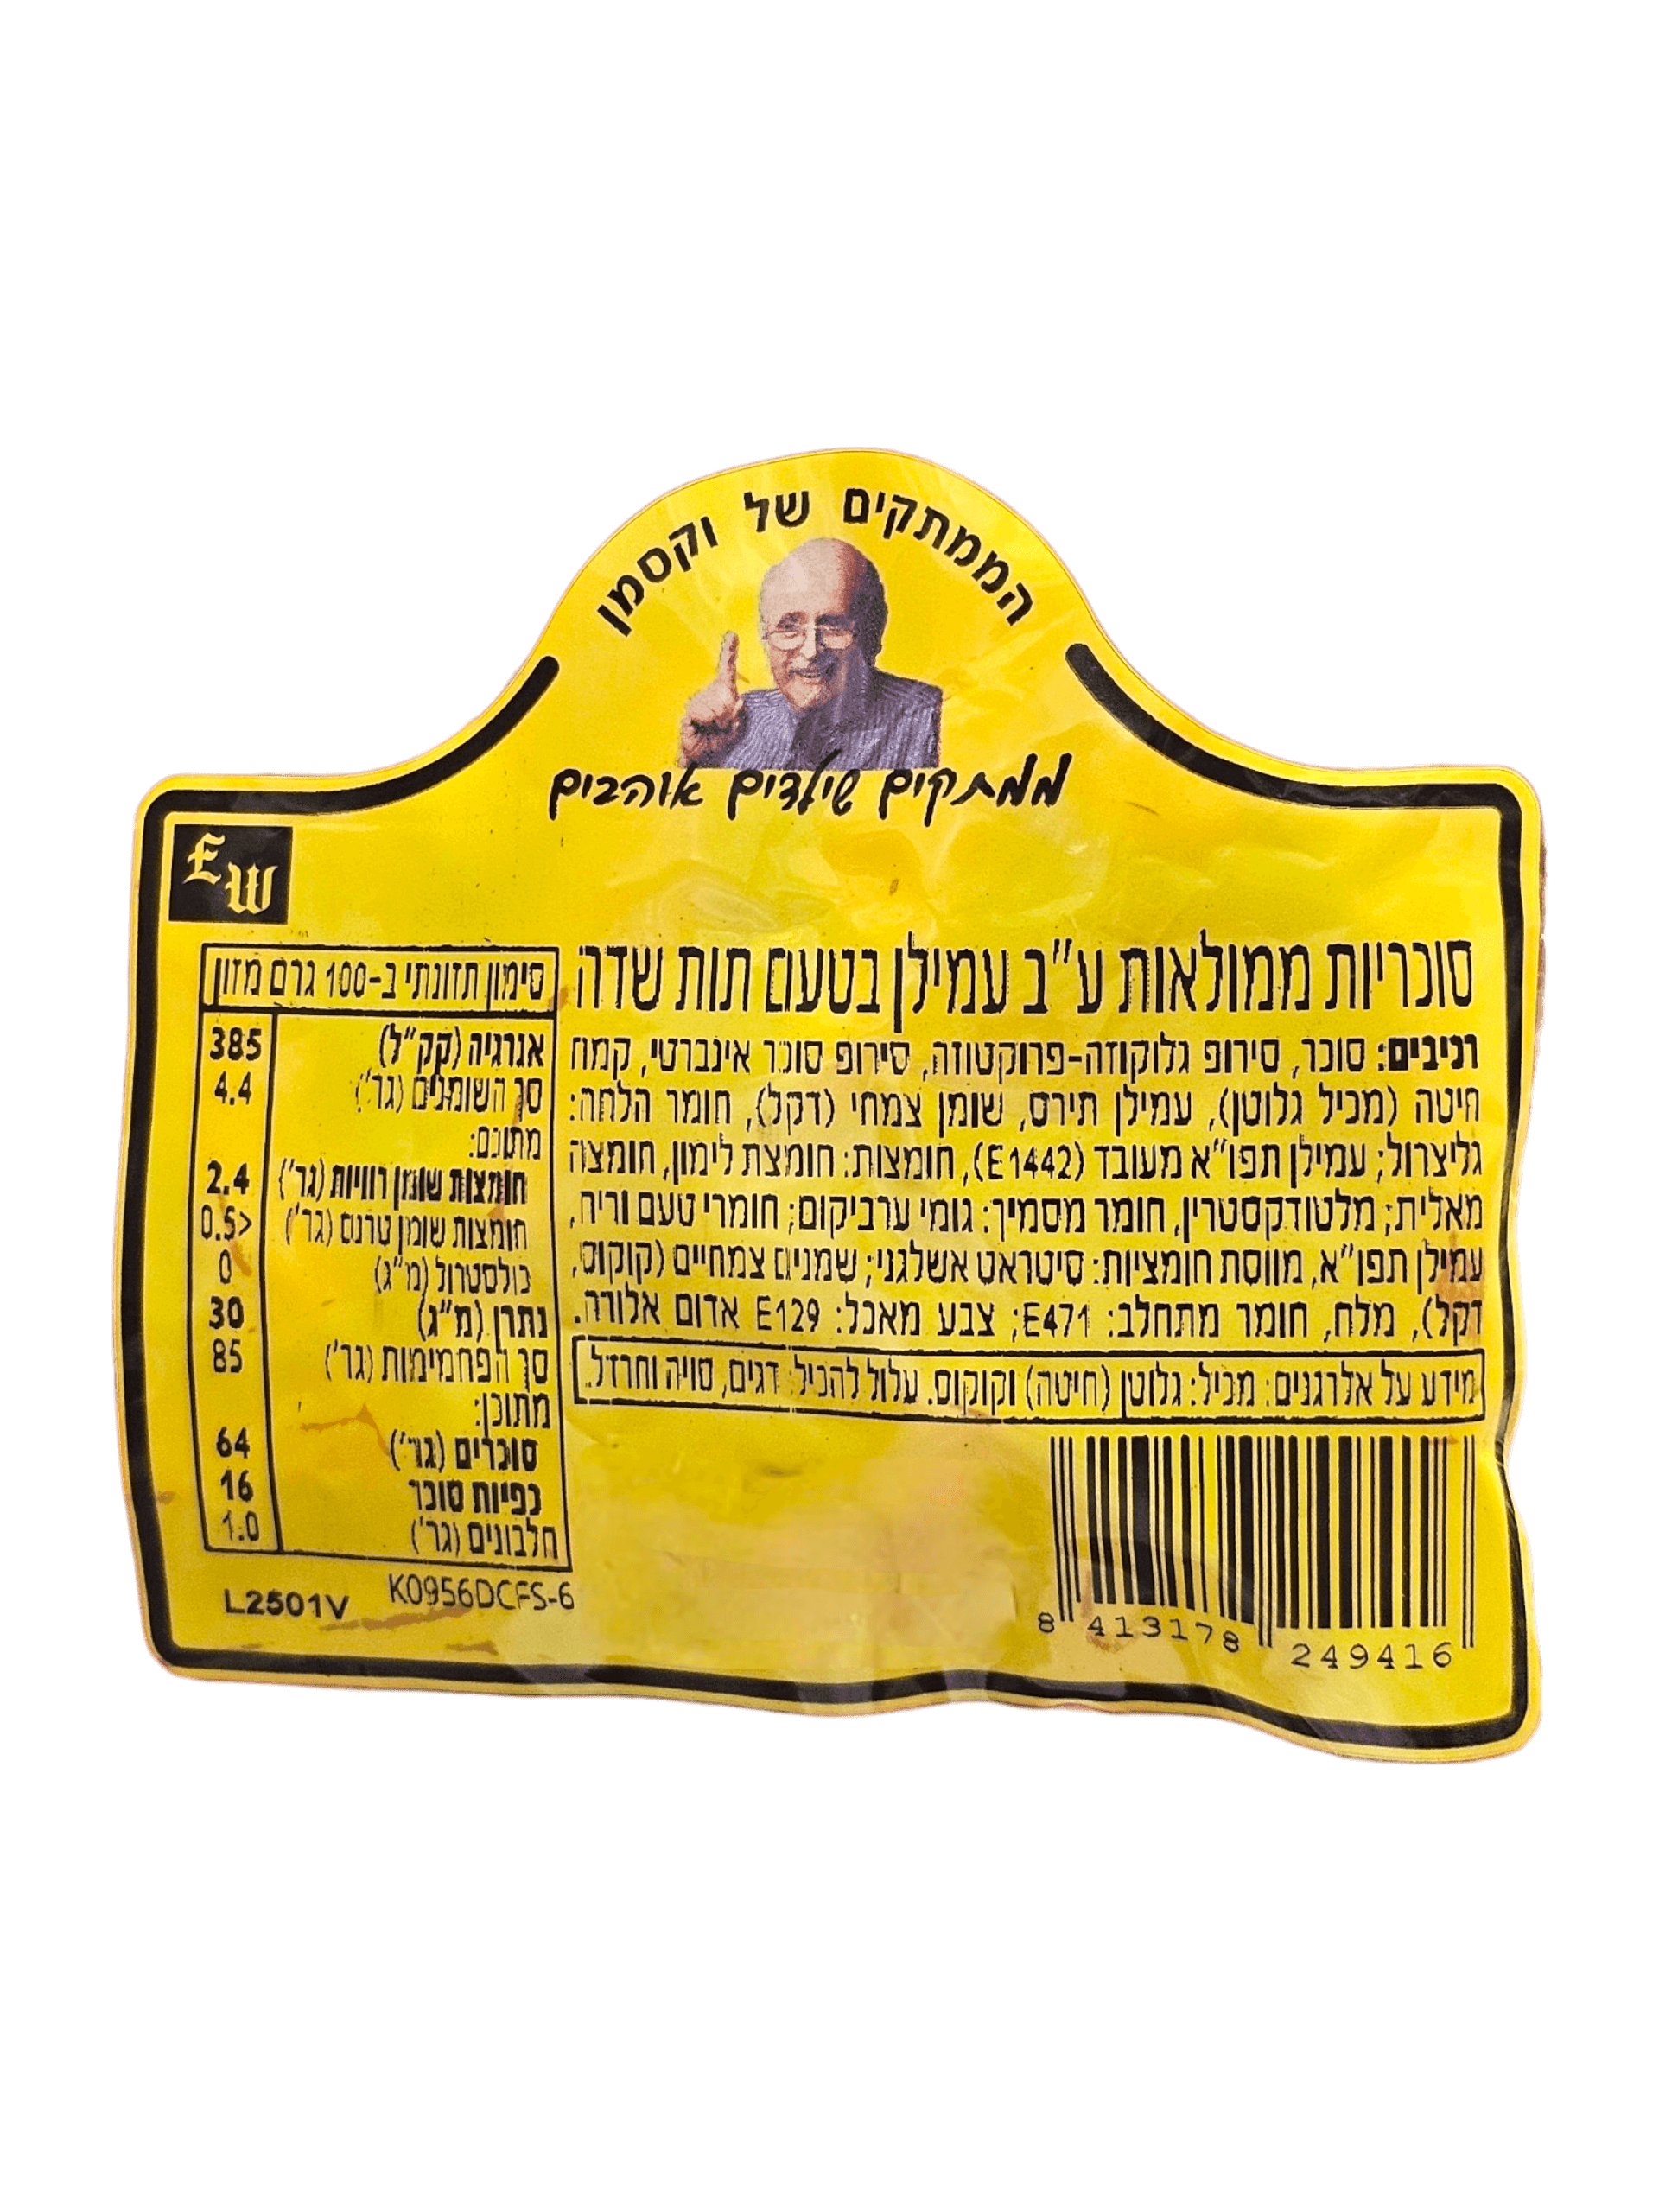 הממתקים של וקסמן
ממתקים שילדים אוהבים
EW
סוכריות ממולאות ע"ב עמילן בטעם תות שדה
רכיבים: סוכר, סירופ גלוקוזה-פרוקטוזה, סירופ סוכר אינברטי, קמח
חיטה (מכיל גלוטן), עמילן תירס, שומן צמחי (דקל), חומר הלחה:
גליצרול; עמילן תפו"א מעובד (E1442), חומצות: חומצת לימון, חומצה
מאלית; מלטודקסטרין, חומר מסמיך: גומי ערביקום; חומרי טעם וריח,
עמילן תפו"א, מווסת חומציות: סיטראט אשלגני; שמנים צמחיים (קוקוס,
דקל), מלח, חומר מתחלב: E471; צבע מאכל: E129 אדום אלורה.
מידע על אלרגנים: מכיל: גלוטן (חיטה) וקוקוס. עלול להכיל: דגים, סויה וחרדל.
סימון תזונתי ב-100 גרם מזון
אנרגיה (קק"ל) 385
סך השומנים (גר') 4.4
מתוכם:
חומצות שומן רוויות (גר') 2.4
חומצות שומן טרנס (גר') 0.5>
כולסטרול (מ"ג) 0
נתרן (מ"ג) 30
סך הפחמימות (גר') 85
מתוכן:
סוכרים (גר') 64
כפיות סוכר 16
חלבונים (גר') 1.0
L2501V K0956DCFS-6
8 413178 249416